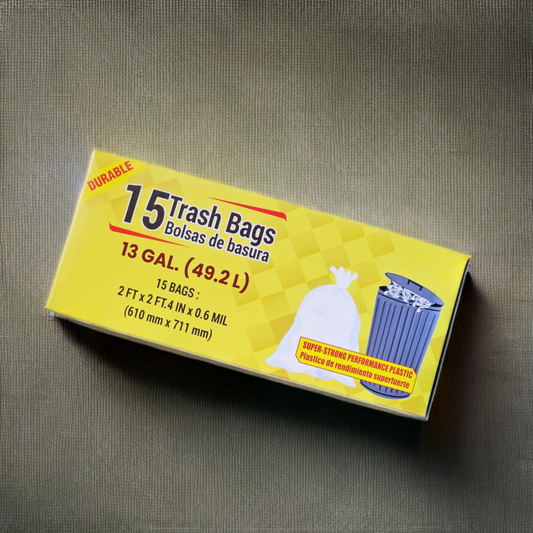 DURABLE
15 Trash Bags
Bolsas de basura
13 GAL. (49.2 L)
15 BAGS :
2 FT x 2 FT.4 IN x 0.6 MIL
(610 mm x 711 mm)
SUPER-STRONG PERFORMANCE PLASTIC
Plastico de rendimiento superfuerte